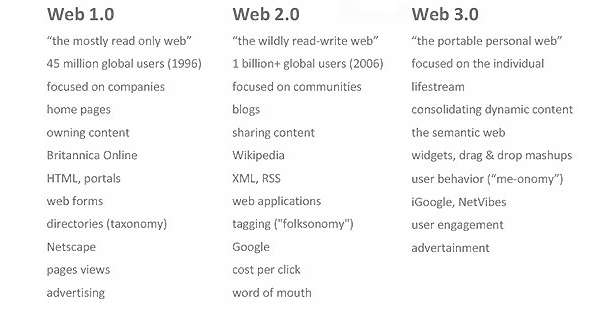 Web 1.0
"the mostly read only web"
45 million global users (1996)
focused on companies
home pages
owning content
Britannica Online
HTML, portals
web forms
directories (taxonomy)
Netscape
pages views
advertising
Web 2.0
"the wildly read-write web"
1 billion+ global users (2006)
focused on communities
blogs
sharing content
Wikipedia
XML, RSS
web applications
tagging ("folksonomy")
Google
cost per click
word of mouth
Web 3.0
"the portable personal web"
focused on the individual
lifestream
consolidating dynamic content
the semantic web
widgets, drag & drop mashups
user behavior ("me-onomy")
iGoogle, NetVibes
user engagement
advertainment